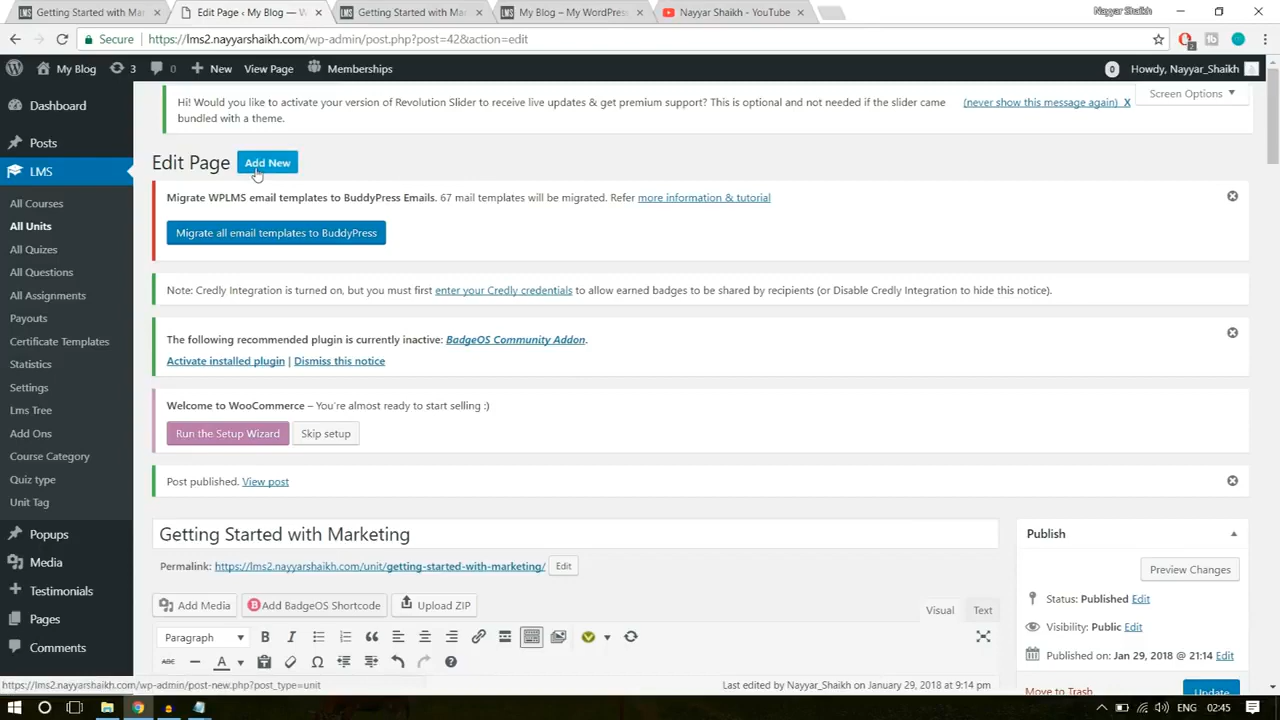 Getting Started with Ma
Edit Page ‹ My Blog — W
Getting Started with Ma
My Blog – My WordPress
Nayyar Shaikh - YouTube
Nayyar Shaikh
Secure
https://lms2.nayyarshaikh.com/wp-admin/post.php?post=42&action=edit
My Blog 3 0 New View Page Memberships 0 Howdy, Nayyar_Shaikh
Dashboard
Posts
LMS
All Courses
All Units
All Quizes
All Questions
All Assignments
Payouts
Certificate Templates
Statistics
Settings
Lms Tree
Add Ons
Course Category
Quiz type
Unit Tag
Popups
Media
Testimonials
Pages
Comments
Hi! Would you like to activate your version of Revolution Slider to receive live updates & get premium support? This is optional and not needed if the slider came
bundled with a theme.
(never show this message again) X
Screen Options
Edit Page Add New
Migrate WPLMS email templates to BuddyPress Emails. 67 mail templates will be migrated. Refer more information & tutorial
Migrate all email templates to BuddyPress
Note: Credly Integration is turned on, but you must first enter your Credly credentials to allow earned badges to be shared by recipients (or Disable Credly Integration to hide this notice).
The following recommended plugin is currently inactive: BadgeOS Community Addon.
Activate installed plugin | Dismiss this notice
Welcome to WooCommerce – You're almost ready to start selling :)
Run the Setup Wizard Skip setup
Post published. View post
Getting Started with Marketing
Permalink: https://lms2.nayyarshaikh.com/unit/getting-started-with-marketing/ Edit
Add Media Add BadgeOS Shortcode Upload ZIP
Visual Text
Paragraph
ABC
Publish
Preview Changes
Status: Published Edit
Visibility: Public Edit
Published on: Jan 29, 2018 @ 21:14 Edit
Move to Trash Update
https://lms2.nayyarshaikh.com/wp-admin/post-new.php?post_type=unit
Last edited by Nayyar_Shaikh on January 29, 2018 at 9:14 pm
ENG 02:45